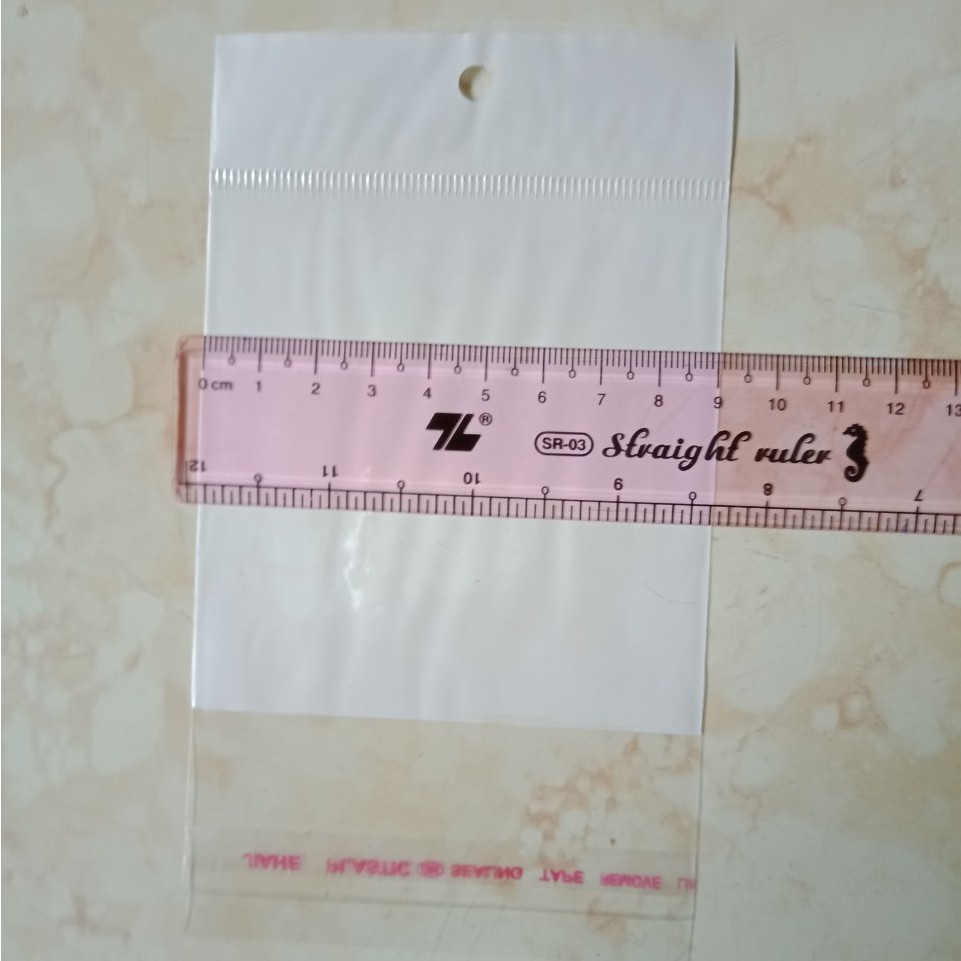 0 cm 1 2 3 4 5 6 7 8 9 10 11 12 13
TL ® SR-03 Straight ruler
12 11 10 9 8 7
JIAHE PLASTIC ® SEALING TAPE REMOVE